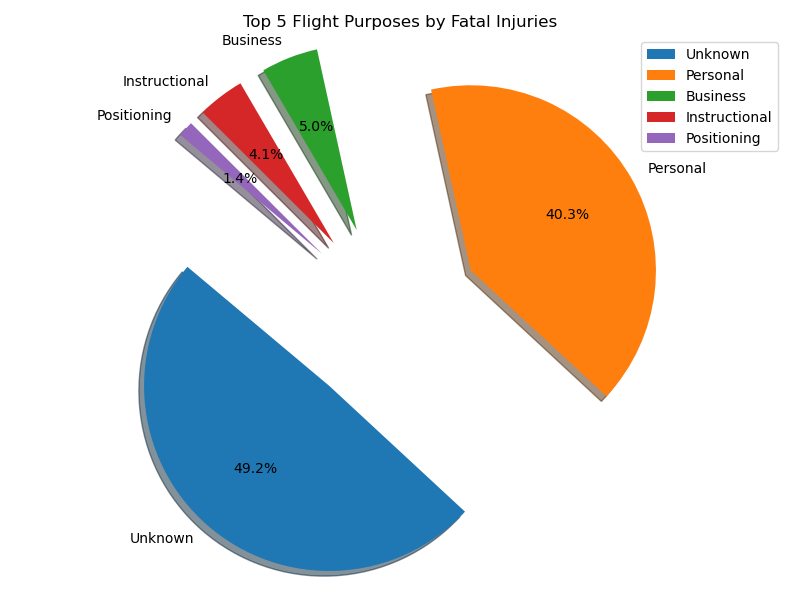 Top 5 Flight Purposes by Fatal Injuries
Business
Instructional
Positioning
Personal
Unknown
5.0%
4.1%
1.4%
40.3%
49.2%
Unknown
Personal
Business
Instructional
Positioning